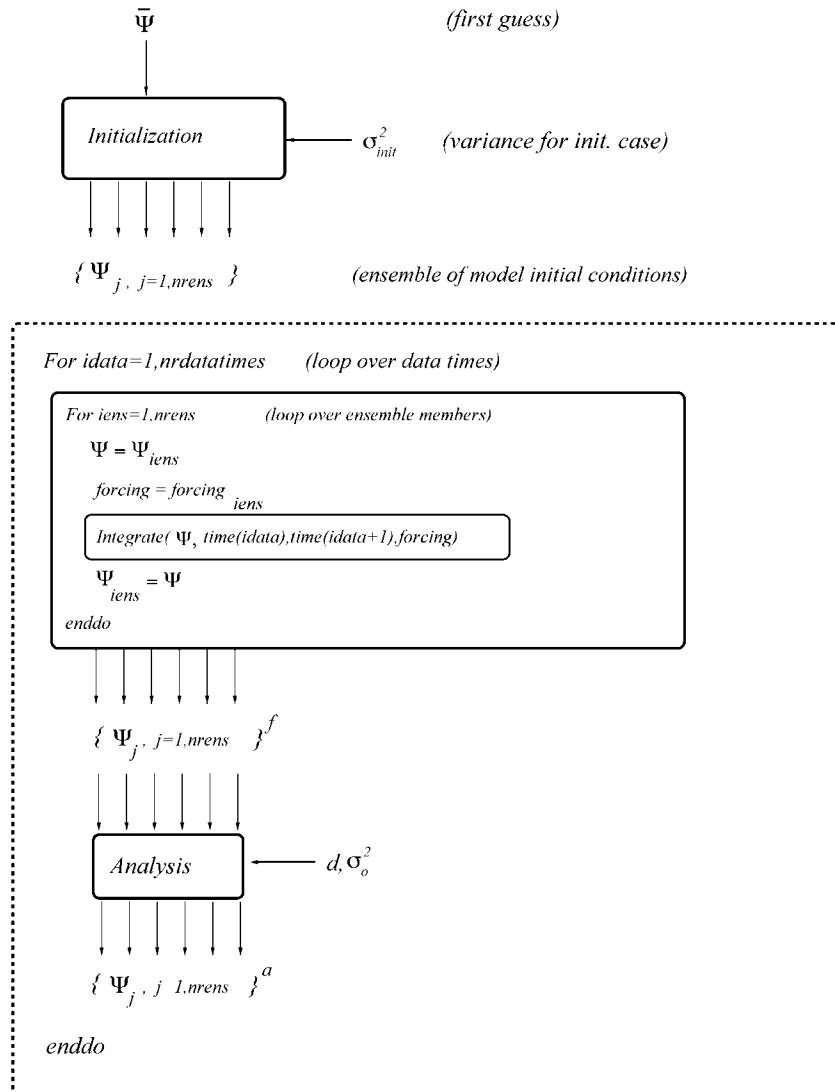 Ψ̄ (first guess)
Initialization
σ²init (variance for init. case)
{ Ψj , j=1,nrens } (ensemble of model initial conditions)
For idata=1,nrdatatimes (loop over data times)
For iens=1,nrens (loop over ensemble members)
Ψ = Ψiens
forcing = forcing iens
Integrate( Ψ, time(idata),time(idata+1),forcing)
Ψiens = Ψ
enddo
{ Ψj , j=1,nrens }f
Analysis
d,σo²
{ Ψj , j 1,nrens }a
enddo